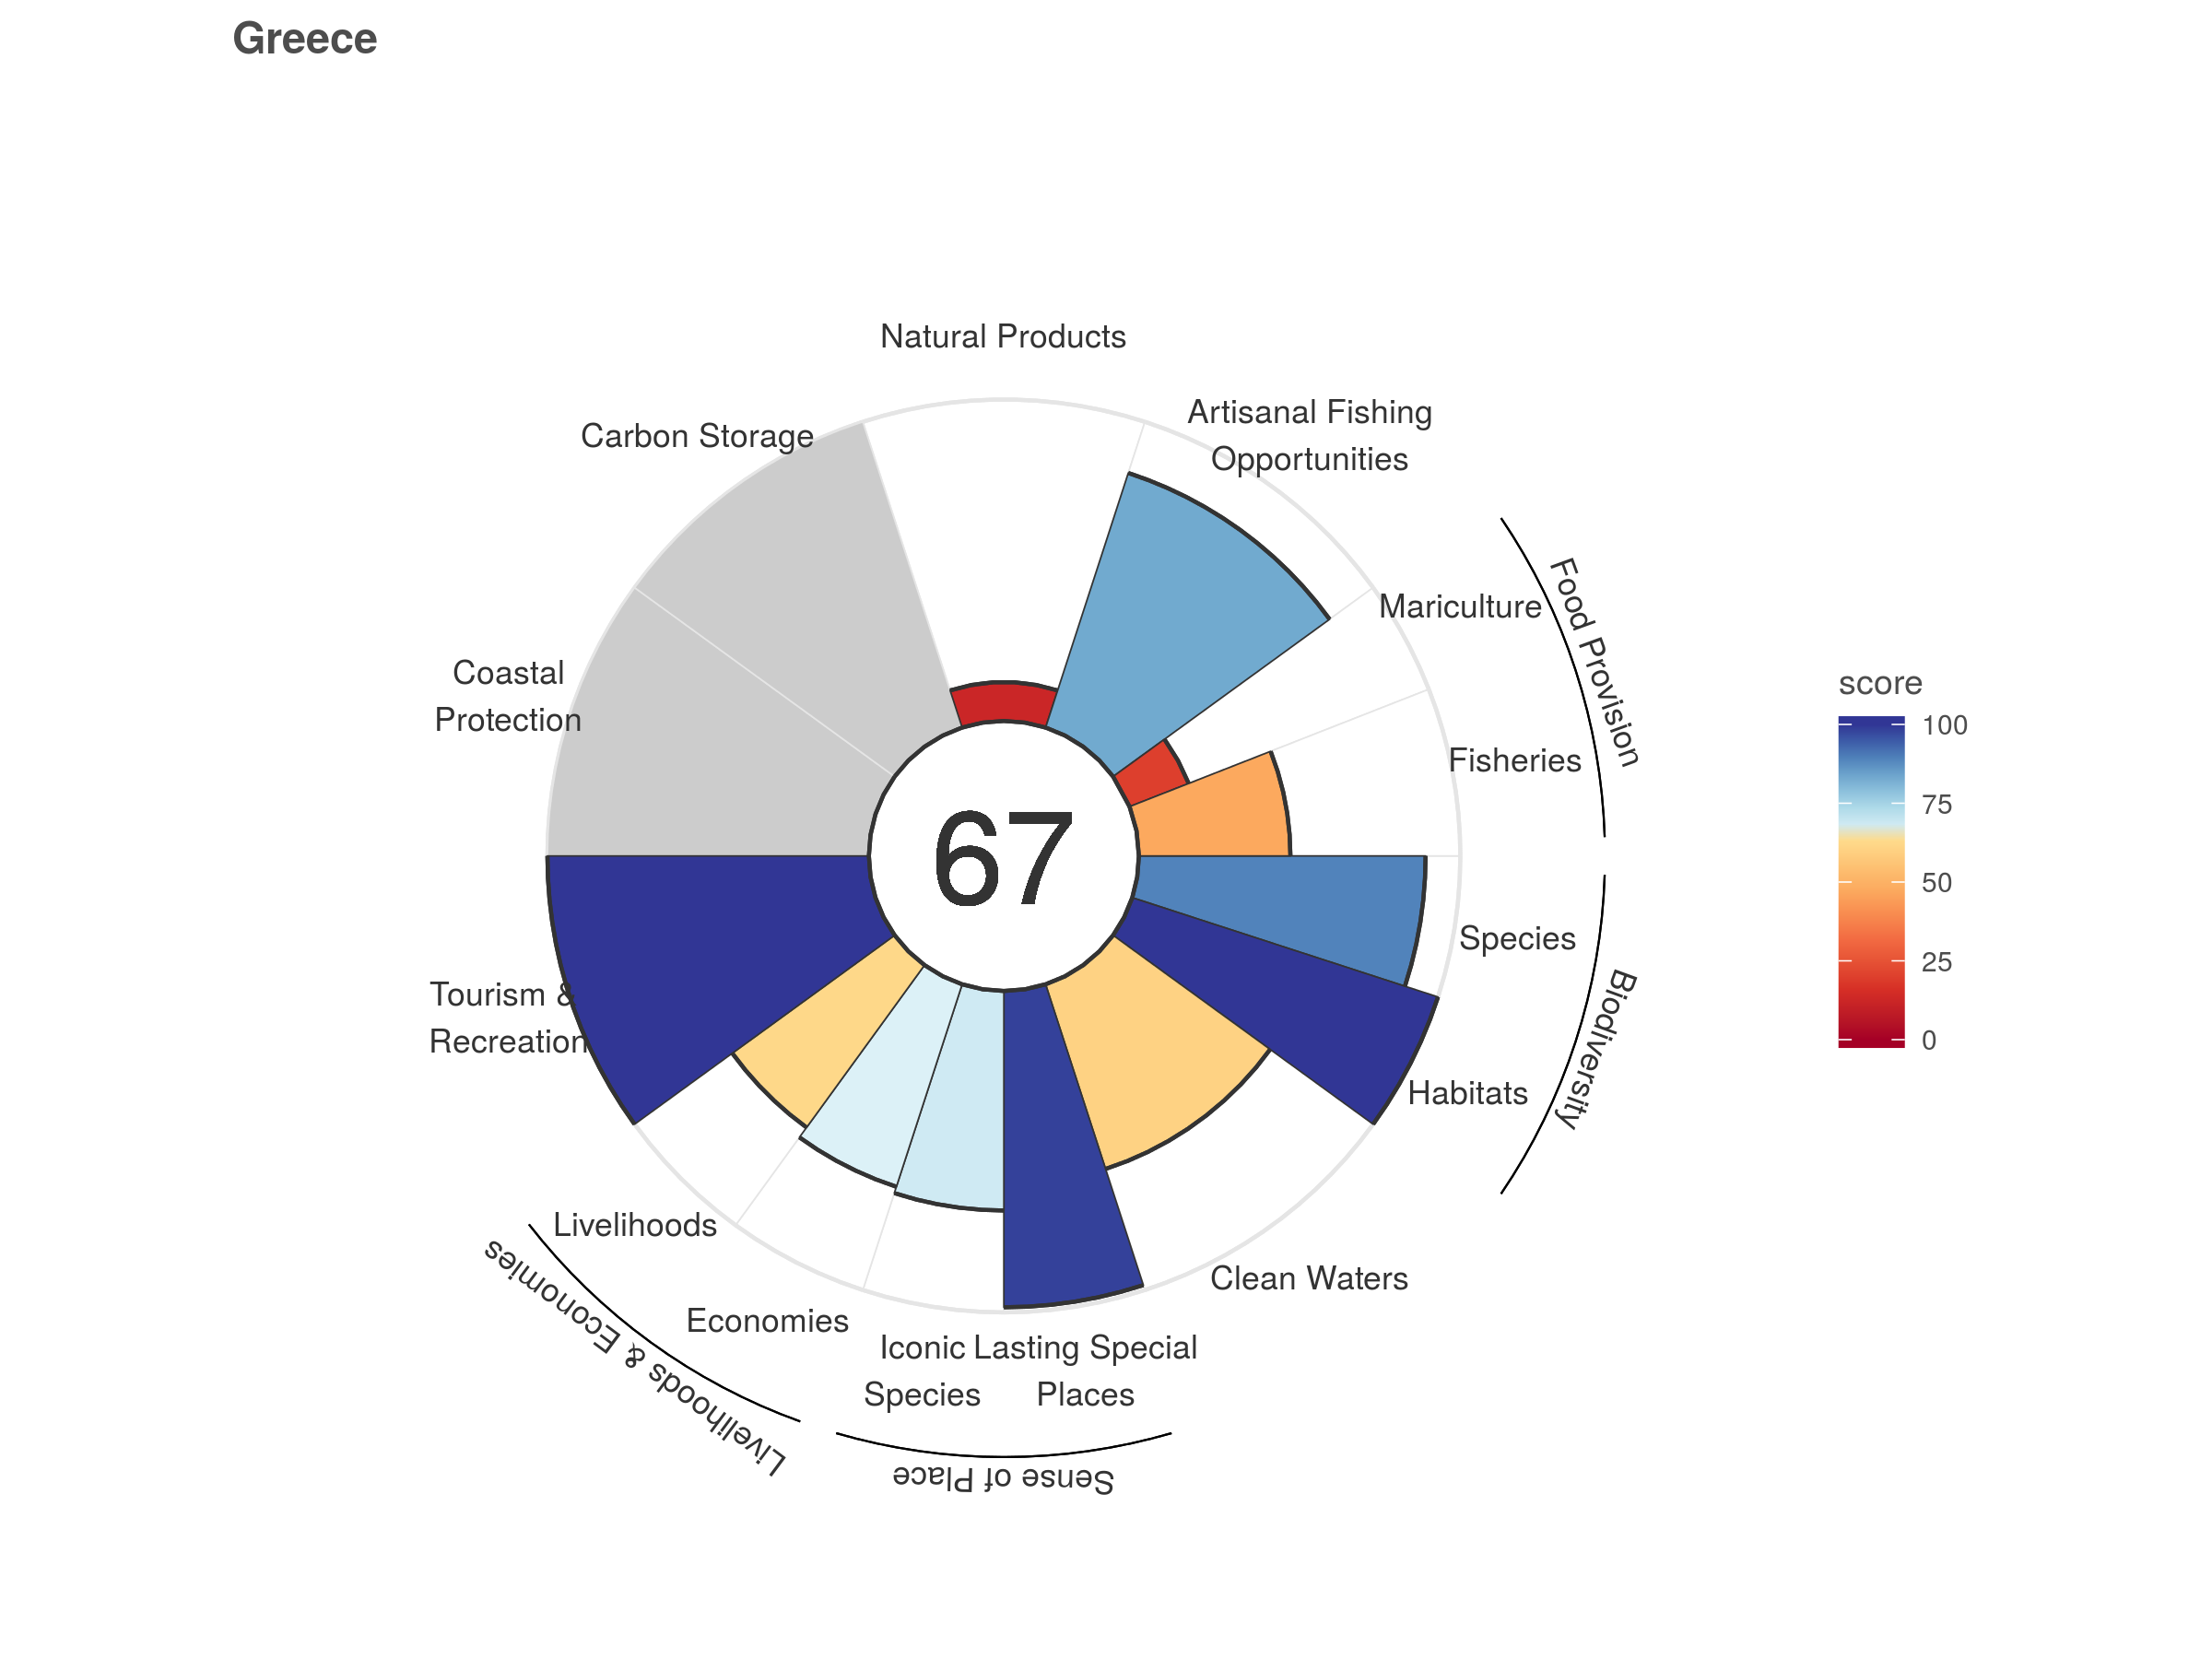 Greece
Natural Products
Artisanal Fishing
Opportunities
Carbon Storage
Mariculture
Food Provision
Coastal
Protection
Fisheries
score
100
75
50
25
0
67
Species
Biodiversity
Tourism &
Recreation
Habitats
Livelihoods
Clean Waters
Economies
Livelihoods & Economies
Iconic
Species
Lasting Special
Places
Sense of Place